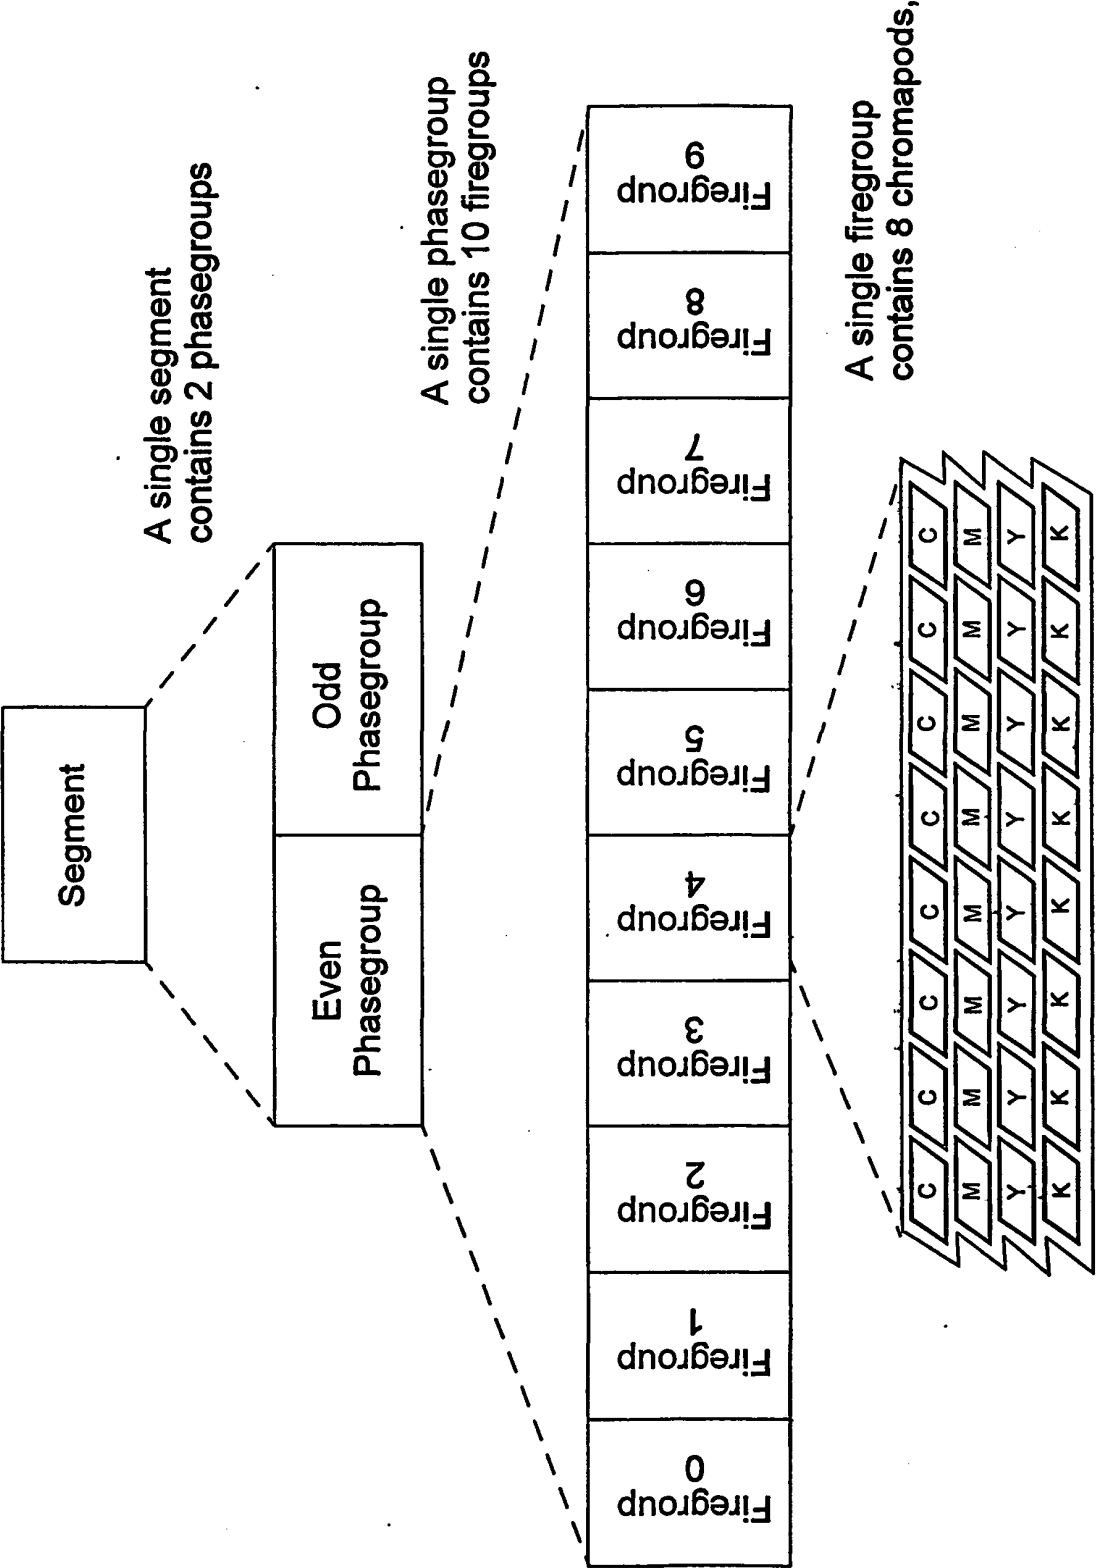 Segment
A single segment
contains 2 phasegroups
Even
Phasegroup
Odd
Phasegroup
A single phasegroup
contains 10 firegroups
Firegroup
0
Firegroup
1
Firegroup
2
Firegroup
3
Firegroup
4
Firegroup
5
Firegroup
6
Firegroup
7
Firegroup
8
Firegroup
9
A single firegroup
contains 8 chromapods,
C C C C C C C C
M M M M M M M M
Y Y Y Y Y Y Y Y
K K K K K K K K